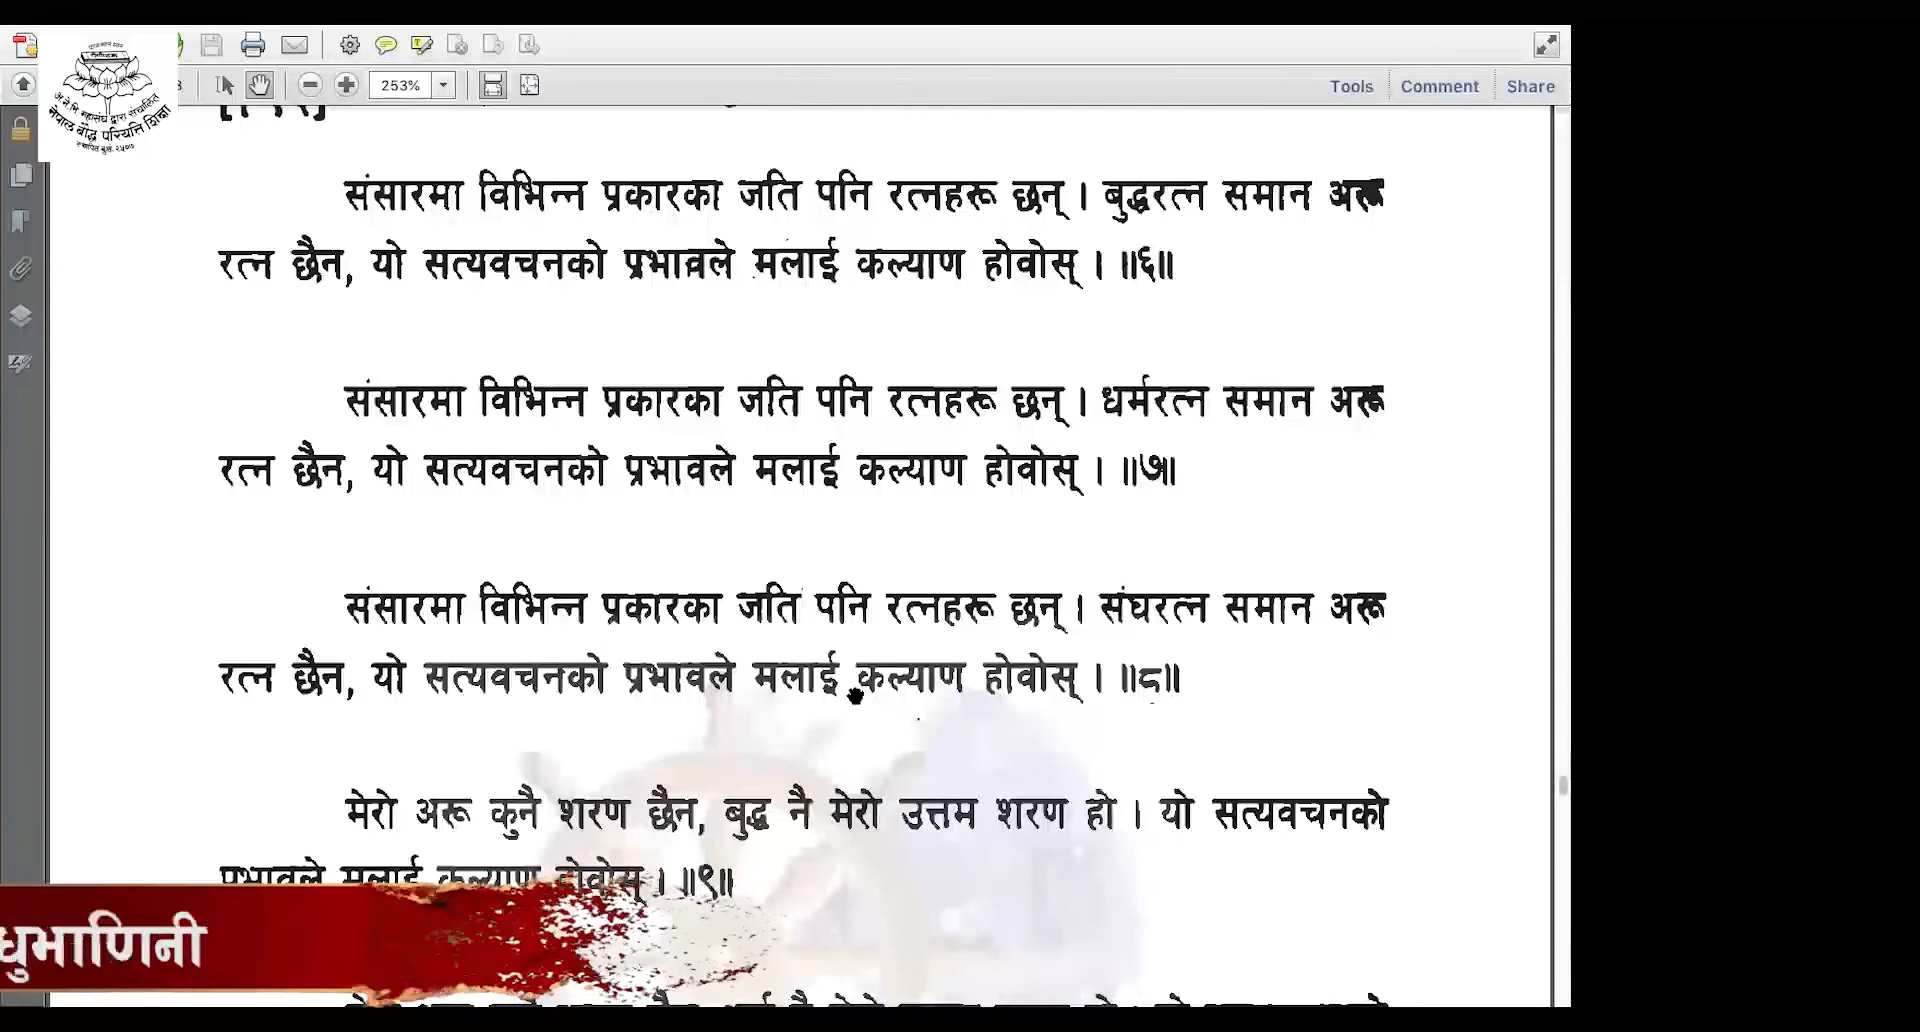 253%
Tools
Comment
Share
अ.ने.भि. महासंघ द्वारा संचालित
नेपाल बौद्ध परियत्ति शिक्षा
संसारमा विभिन्न प्रकारका जति पनि रत्नहरू छन् । बुद्धरत्न समान अरू
रत्न छैन, यो सत्यवचनको प्रभावले मलाई कल्याण होवोस् । ॥६॥
संसारमा विभिन्न प्रकारका जति पनि रत्नहरू छन् । धर्मरत्न समान अरू
रत्न छैन, यो सत्यवचनको प्रभावले मलाई कल्याण होवोस् । ॥७॥
संसारमा विभिन्न प्रकारका जति पनि रत्नहरू छन् । संघरत्न समान अरू
रत्न छैन, यो सत्यवचनको प्रभावले मलाई कल्याण होवोस् । ॥८॥
मेरो अरू कुनै शरण छैन, बुद्ध नै मेरो उत्तम शरण हो । यो सत्यवचनको
प्रभावले मलाई कल्याण होवोस् । ॥९॥
धुभाणिनी